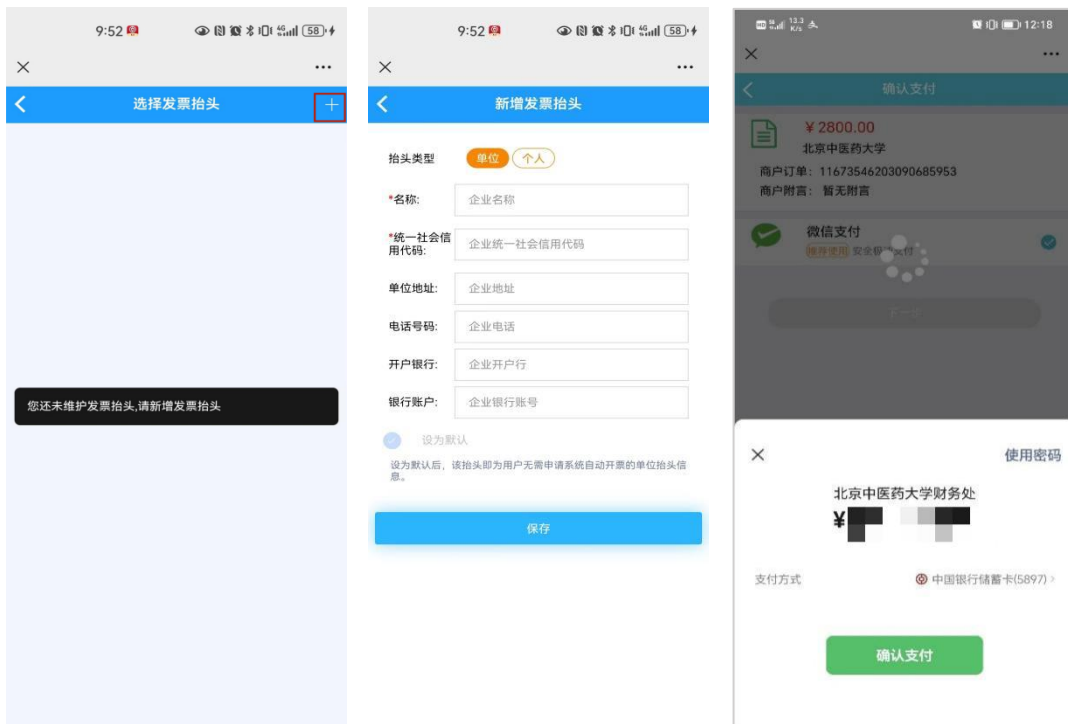 9:52
58
选择发票抬头
您还未维护发票抬头,请新增发票抬头
9:52
58
新增发票抬头
抬头类型
单位
个人
*名称:
企业名称
*统一社会信
用代码:
企业统一社会信用代码
单位地址:
企业地址
电话号码:
企业电话
开户银行:
企业开户行
银行账户:
企业银行账号
设为默认
设为默认后，该抬头即为用户无需申请系统自动开票的单位抬头信
息。
保存
12:18
确认支付
¥ 2800.00
北京中医药大学
商户订单：11673546203090685953
商户附言：暂无附言
微信支付
推荐使用 安全极 支付
下一步
使用密码
北京中医药大学财务处
¥
支付方式
中国银行储蓄卡(5897)
确认支付